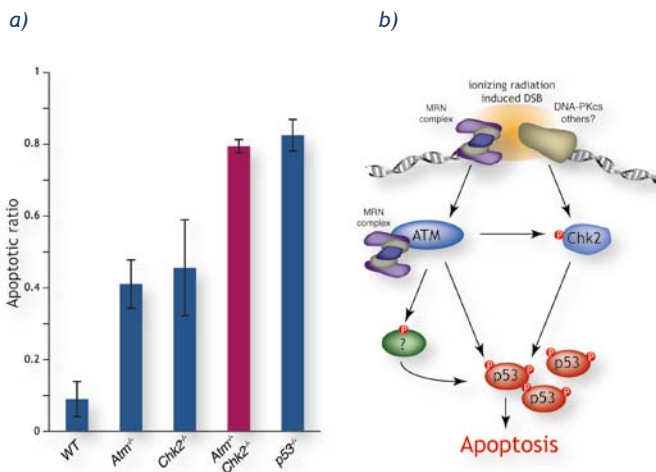 a)
b)
Apoptotic ratio
1
0.8
0.6
0.4
0.2
0
WT
Atm-/-
Chk2-/-
Atm-/-
Chk2-/-
p53-/-
ionizing radiation
induced DSB
MRN
complex
DNA-PKcs
others?
MRN
complex
ATM
P
Chk2
P
?
P
P
p53
P
P
p53
P
P
p53
P
Apoptosis